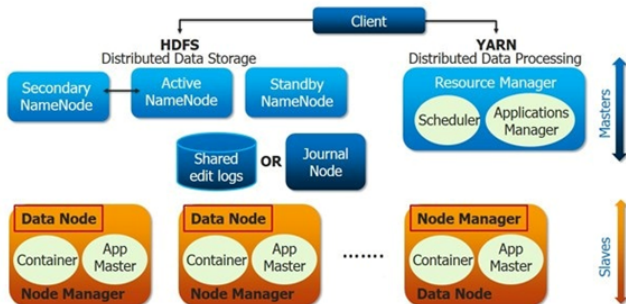 Client
HDFS
Distributed Data Storage
YARN
Distributed Data Processing
Secondary
NameNode
Active
NameNode
Standby
NameNode
Resource Manager
Scheduler
Applications
Manager
Masters
Shared
edit logs
OR
Journal
Node
Data Node
Container
App
Master
Node Manager
Data Node
Container
App
Master
Node Manager
.......
Node Manager
Container
App
Master
Data Node
Slaves